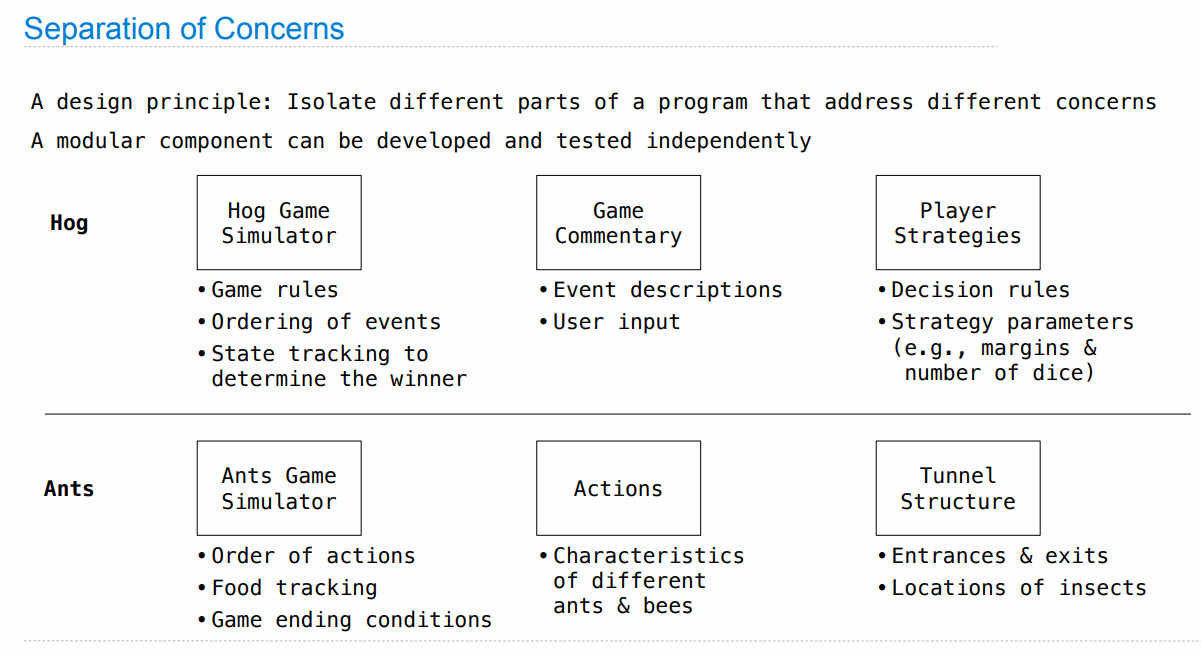 Separation of Concerns
A design principle: Isolate different parts of a program that address different concerns
A modular component can be developed and tested independently
Hog
Hog Game
Simulator
• Game rules
• Ordering of events
• State tracking to
determine the winner
Game
Commentary
• Event descriptions
• User input
Player
Strategies
• Decision rules
• Strategy parameters
(e.g., margins &
number of dice)
Ants
Ants Game
Simulator
• Order of actions
• Food tracking
• Game ending conditions
Actions
• Characteristics
of different
ants & bees
Tunnel
Structure
• Entrances & exits
• Locations of insects